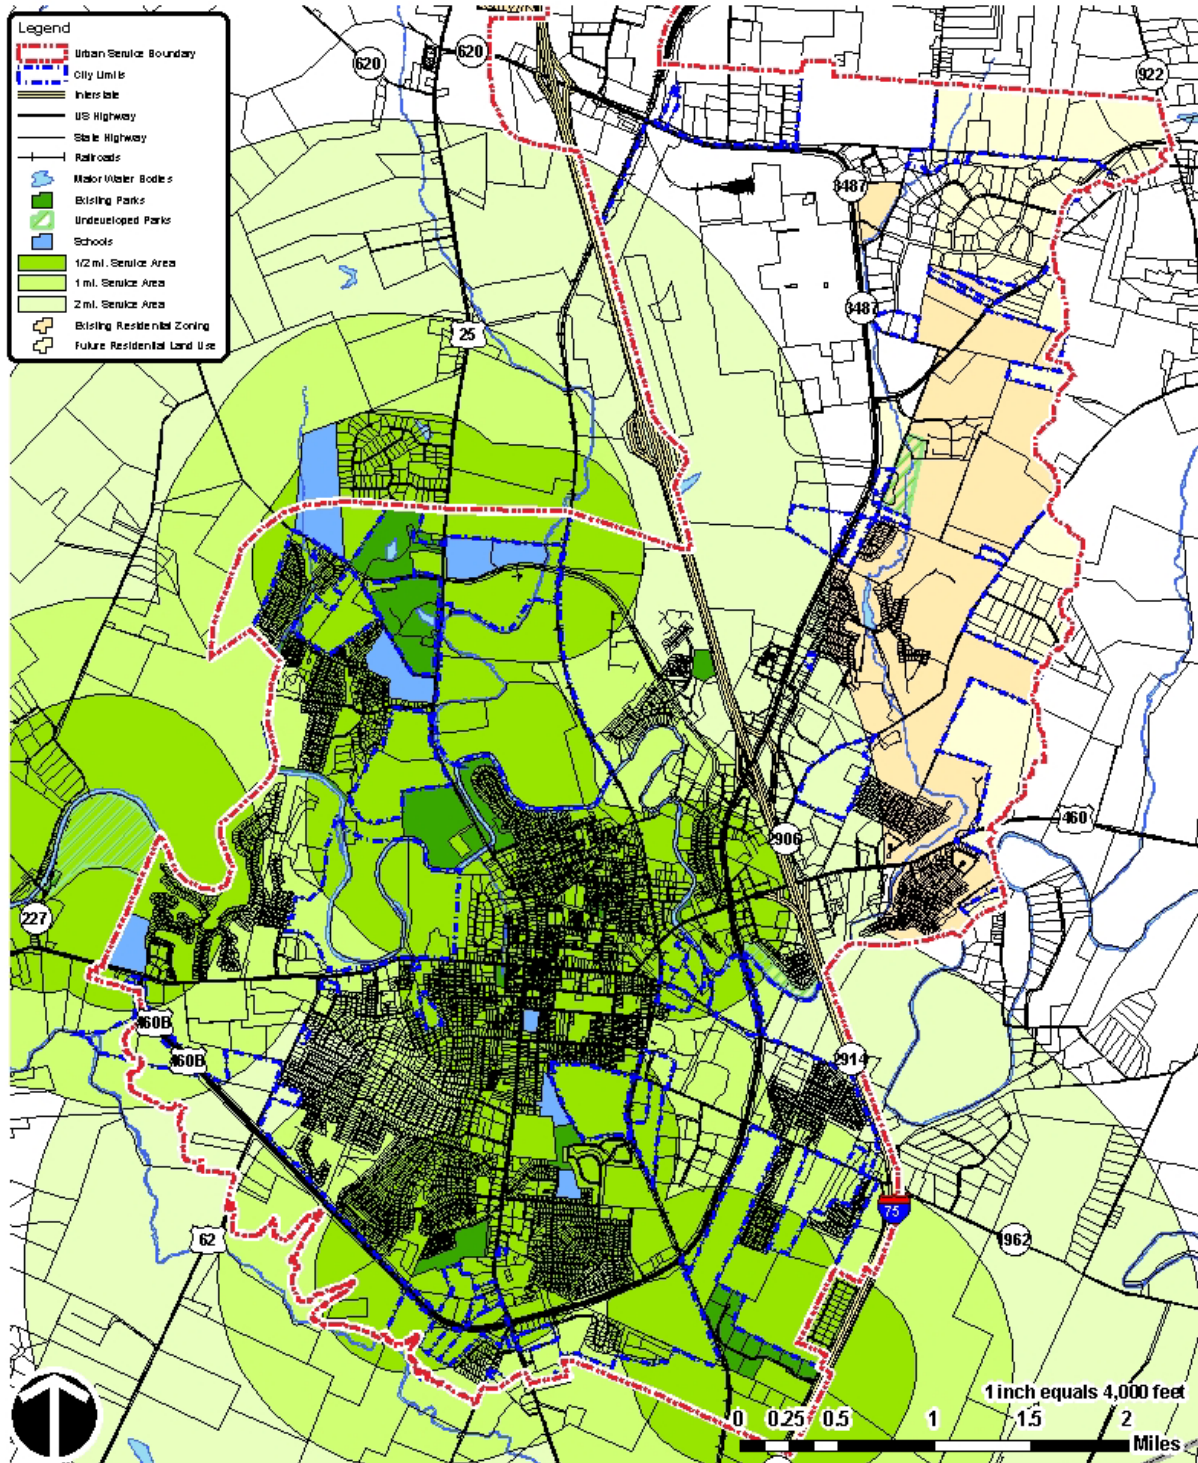 Legend
Urban Service Boundary
City Limits
Interstate
US Highway
State Highway
Railroads
Major Water Bodies
Existing Parks
Undeveloped Parks
Schools
1/2 mi. Service Area
1 mi. Service Area
2 mi. Service Area
Existing Residential Zoning
Future Residential Land Use
620
620
922
3487
3487
25
2906
460
227
460B
460B
2914
75
62
1962
1 inch equals 4,000 feet
0 0.25 0.5 1 1.5 2
Miles